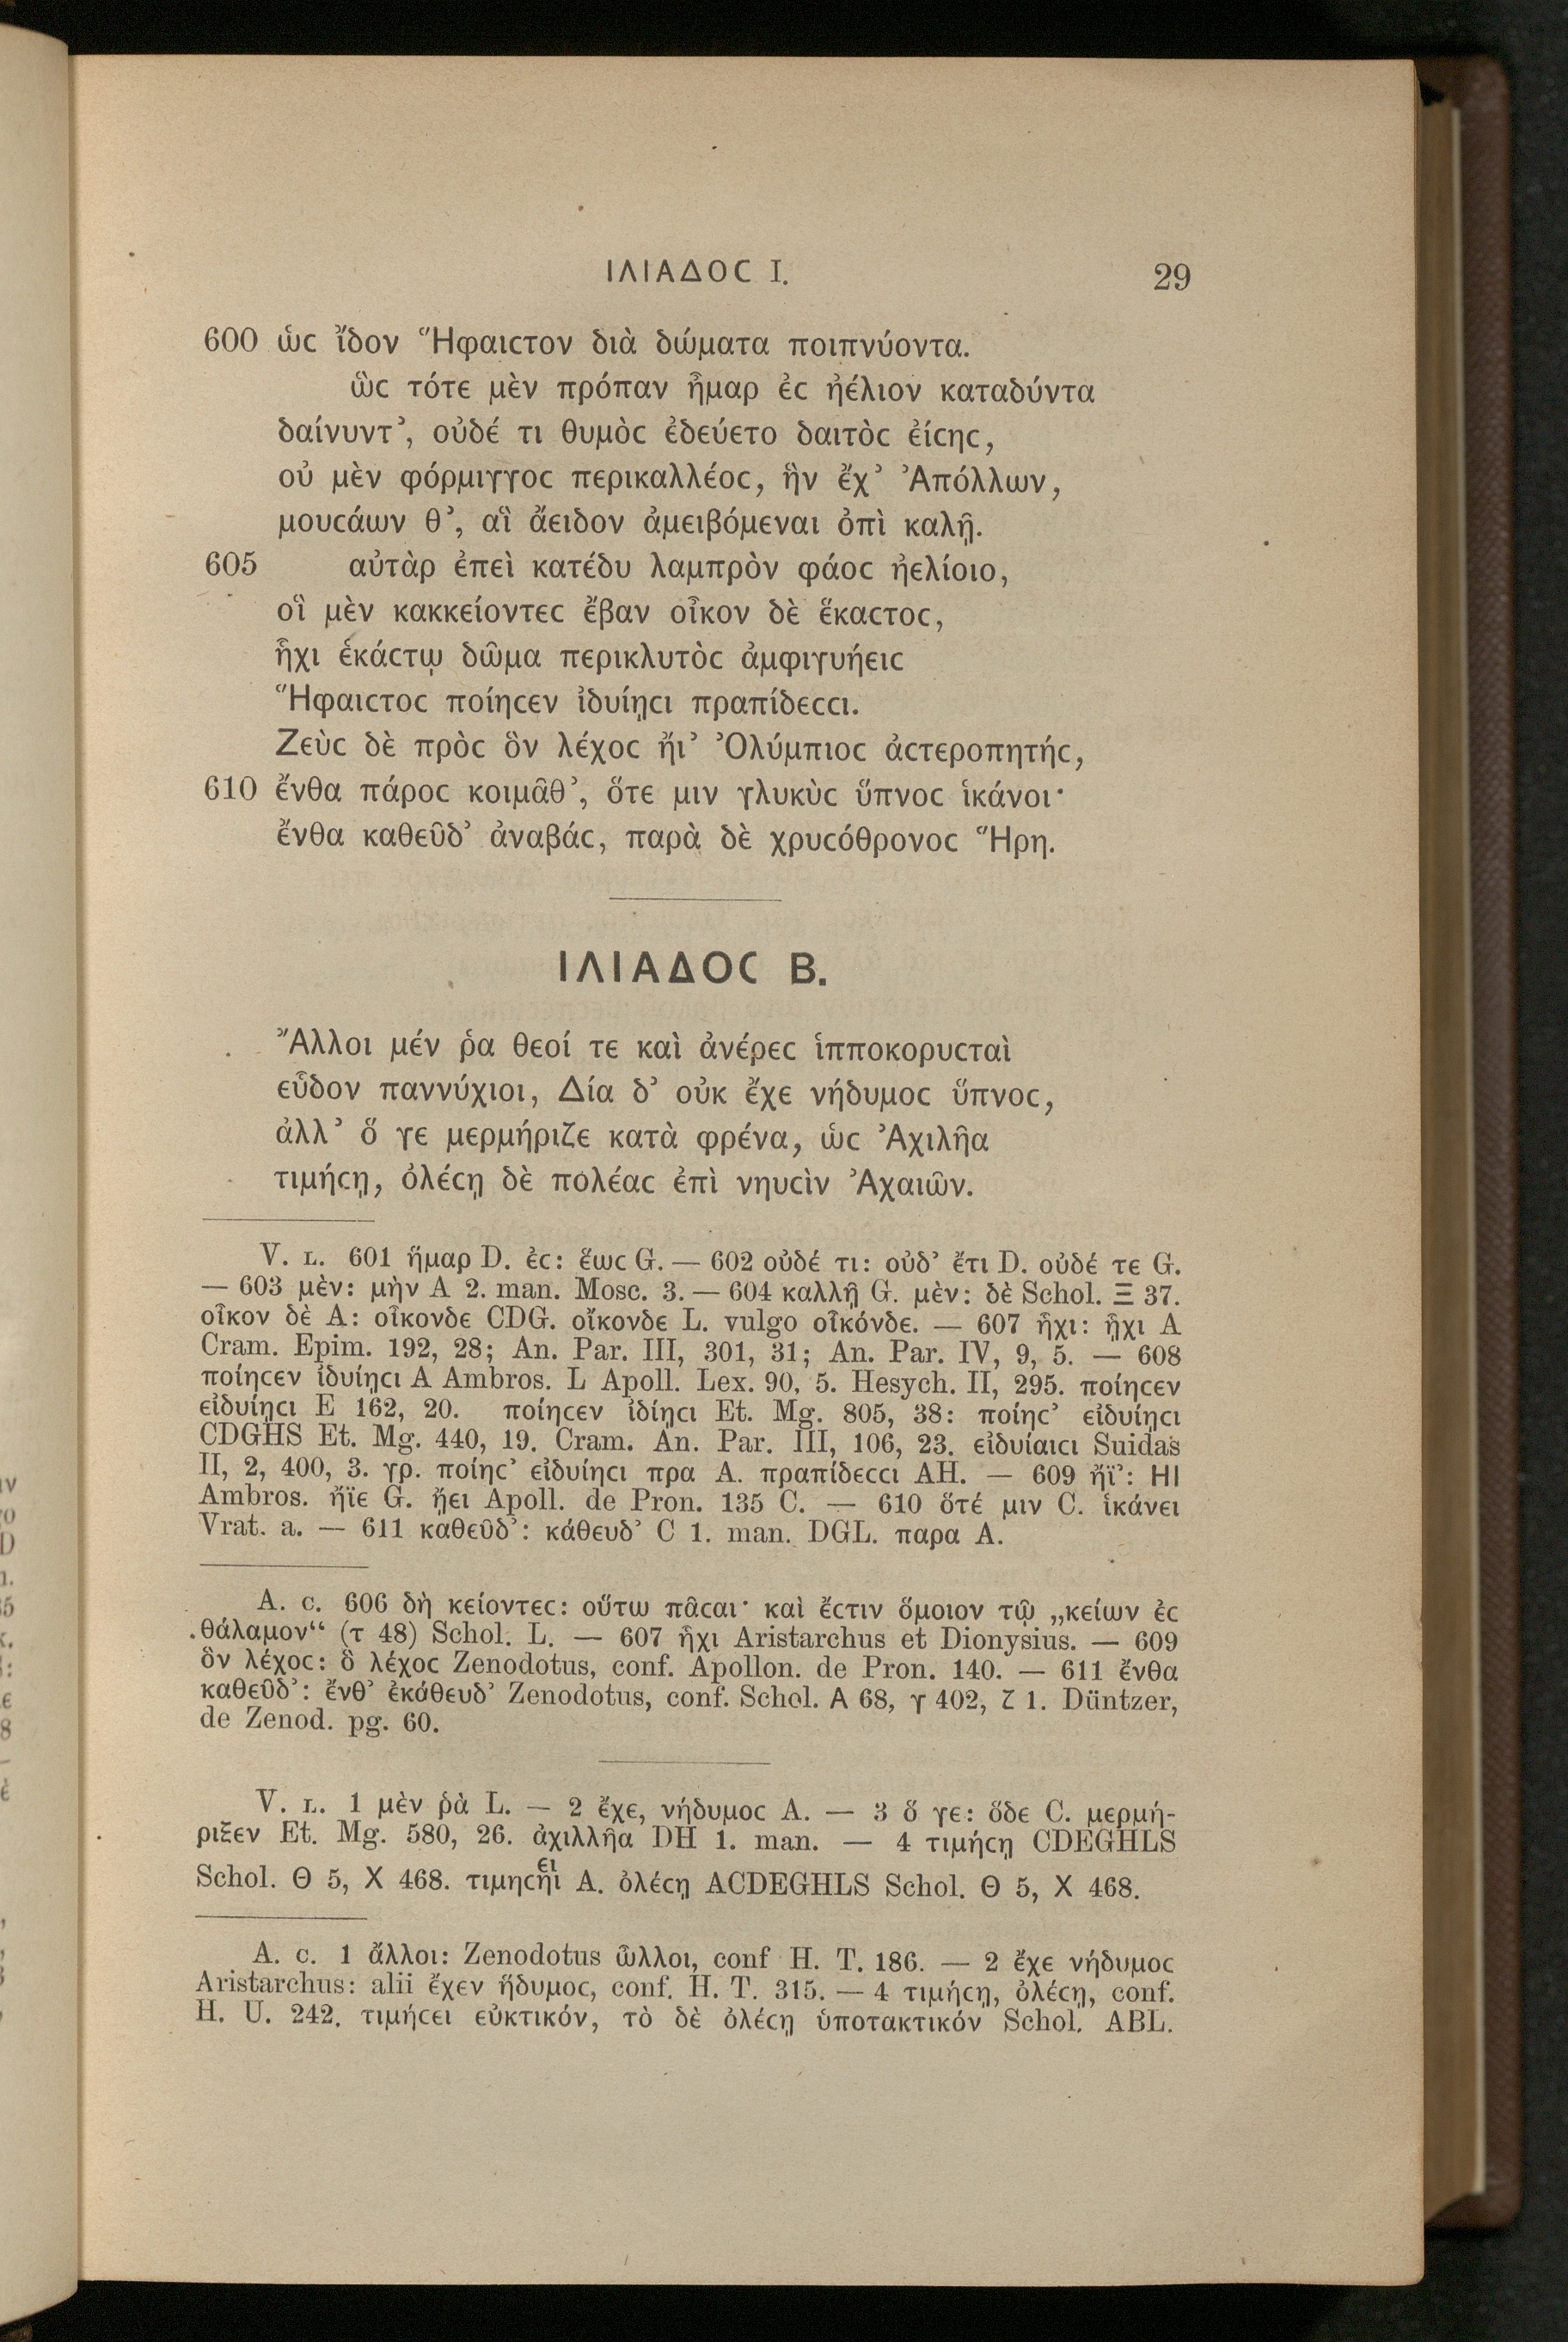 ΙΛΙΑΔΟϹ I. 29
600 ὡϲ ἴδον Ἥφαιϲτον διὰ δώματα ποιπνύοντα.
ὣϲ τότε μὲν πρόπαν ἦμαρ ἐϲ ἠέλιον καταδύντα
δαίνυντ’, οὐδέ τι θυμὸϲ ἐδεύετο δαιτὸϲ ἐίϲηϲ,
οὐ μὲν φόρμιγγοϲ περικαλλέοϲ, ἣν ἔχ’ Ἀπόλλων,
μουϲάων θ’, αἳ ἄειδον ἀμειβόμεναι ὀπὶ καλῇ.
605 αὐτὰρ ἐπεὶ κατέδυ λαμπρὸν φάοϲ ἠελίοιο,
οἳ μὲν κακκείοντεϲ ἔβαν οἶκον δὲ ἕκαϲτοϲ,
ἧχι ἑκάϲτῳ δῶμα περικλυτὸϲ ἀμφιγυήειϲ
Ἥφαιϲτοϲ ποίηϲεν ἰδυίῃϲι πραπίδεϲϲι.
Ζεὺϲ δὲ πρὸϲ ὃν λέχοϲ ἤι’ Ὀλύμπιοϲ ἀϲτεροπητήϲ,
610 ἔνθα πάροϲ κοιμᾶθ’, ὅτε μιν γλυκὺϲ ὕπνοϲ ἱκάνοι·
ἔνθα καθεῦδ’ ἀναβάϲ, παρὰ δὲ χρυϲόθρονοϲ Ἥρη.
ΙΛΙΑΔΟϹ Β.
Ἄλλοι μέν ῥα θεοί τε καὶ ἀνέρεϲ ἱπποκορυϲταὶ
εὗδον παννύχιοι, Δία δ’ οὐκ ἔχε νήδυμοϲ ὕπνοϲ,
ἀλλ’ ὅ γε μερμήριζε κατὰ φρένα, ὡϲ Ἀχιλῆα
τιμήϲῃ, ὀλέϲῃ δὲ πολέαϲ ἐπὶ νηυϲὶν Ἀχαιῶν.
V. L. 601 ἥμαρ D. ἐϲ: ἕωϲ G. — 602 οὐδέ τι: οὐδ’ ἔτι D. οὐδέ τε G.
— 603 μὲν: μὴν A 2. man. Mosc. 3. — 604 καλλῇ G. μὲν: δὲ Schol. Ξ 37.
οἶκον δὲ A: οἶκονδε CDG. οἴκονδε L. vulgo οἶκόνδε. — 607 ἧχι: ᾗχι A
Cram. Epim. 192, 28; An. Par. III, 301, 31; An. Par. IV, 9, 5. — 608
ποίηϲεν ἰδυίῃϲι A Ambros. L Apoll. Lex. 90, 5. Hesych. II, 295. ποίηϲεν
εἰδυίῃϲι E 162, 20. ποίηϲεν ἰδίῃϲι Et. Mg. 805, 38: ποίηϲ’ εἰδυίῃϲι
CDGHS Et. Mg. 440, 19. Cram. An. Par. III, 106, 23. εἰδυίαιϲι Suidas
II, 2, 400, 3. γρ. ποίηϲ’ εἰδυίηϲι πρα A. πραπίδεϲϲι AH. — 609 ἤϊ’: ΗΙ
Ambros. ἤϊε G. ᾔει Apoll. de Pron. 135 C. — 610 ὅτέ μιν C. ἱκάνει
Vrat. a. — 611 καθεῦδ’: κάθευδ’ C 1. man. DGL. παρα A.
A. C. 606 δὴ κείοντεϲ: οὕτω πᾶϲαι· καὶ ἔϲτιν ὅμοιον τῷ „κείων ἐϲ
θάλαμον“ (τ 48) Schol. L. — 607 ᾗχι Aristarchus et Dionysius. — 609
ὃν λέχοϲ: ὃ λέχοϲ Zenodotus, conf. Apollon. de Pron. 140. — 611 ἔνθα
καθεῦδ’: ἔνθ’ ἐκάθευδ’ Zenodotus, conf. Schol. Α 68, γ 402, ζ 1. Düntzer,
de Zenod. pg. 60.
V. L. 1 μὲν ῥὰ L. — 2 ἔχε, νήδυμοϲ A. — 3 ὅ γε: ὅδε C. μερμή-
ριξεν Et. Mg. 580, 26. ἀχιλλῆα DH 1. man. — 4 τιμήϲῃ CDEGHLS
Schol. Θ 5, Χ 468. τιμηϲῆι A. ὀλέϲῃ ACDEGHLS Schol. Θ 5, Χ 468.
A. C. 1 ἄλλοι: Zenodotus ὧλλοι, conf H. T. 186. — 2 ἔχε νήδυμοϲ
Aristarchus: alii ἔχεν ἥδυμοϲ, conf. H. T. 315. — 4 τιμήϲῃ, ὀλέϲῃ, conf.
H. U. 242. τιμήϲει εὐκτικόν, τὸ δὲ ὀλέϲῃ ὑποτακτικόν Schol. ABL.